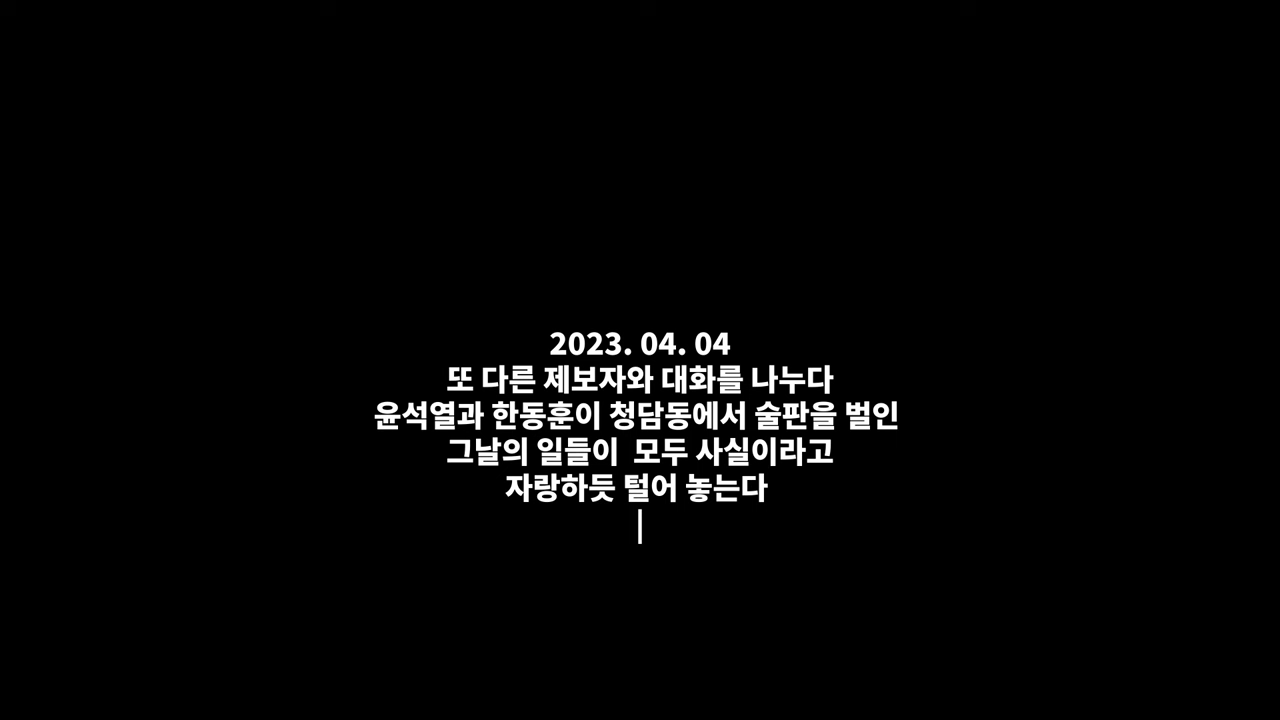 2023. 04. 04
또 다른 제보자와 대화를 나누다
윤석열과 한동훈이 청담동에서 술판을 벌인
그날의 일들이  모두 사실이라고
자랑하듯 털어 놓는다